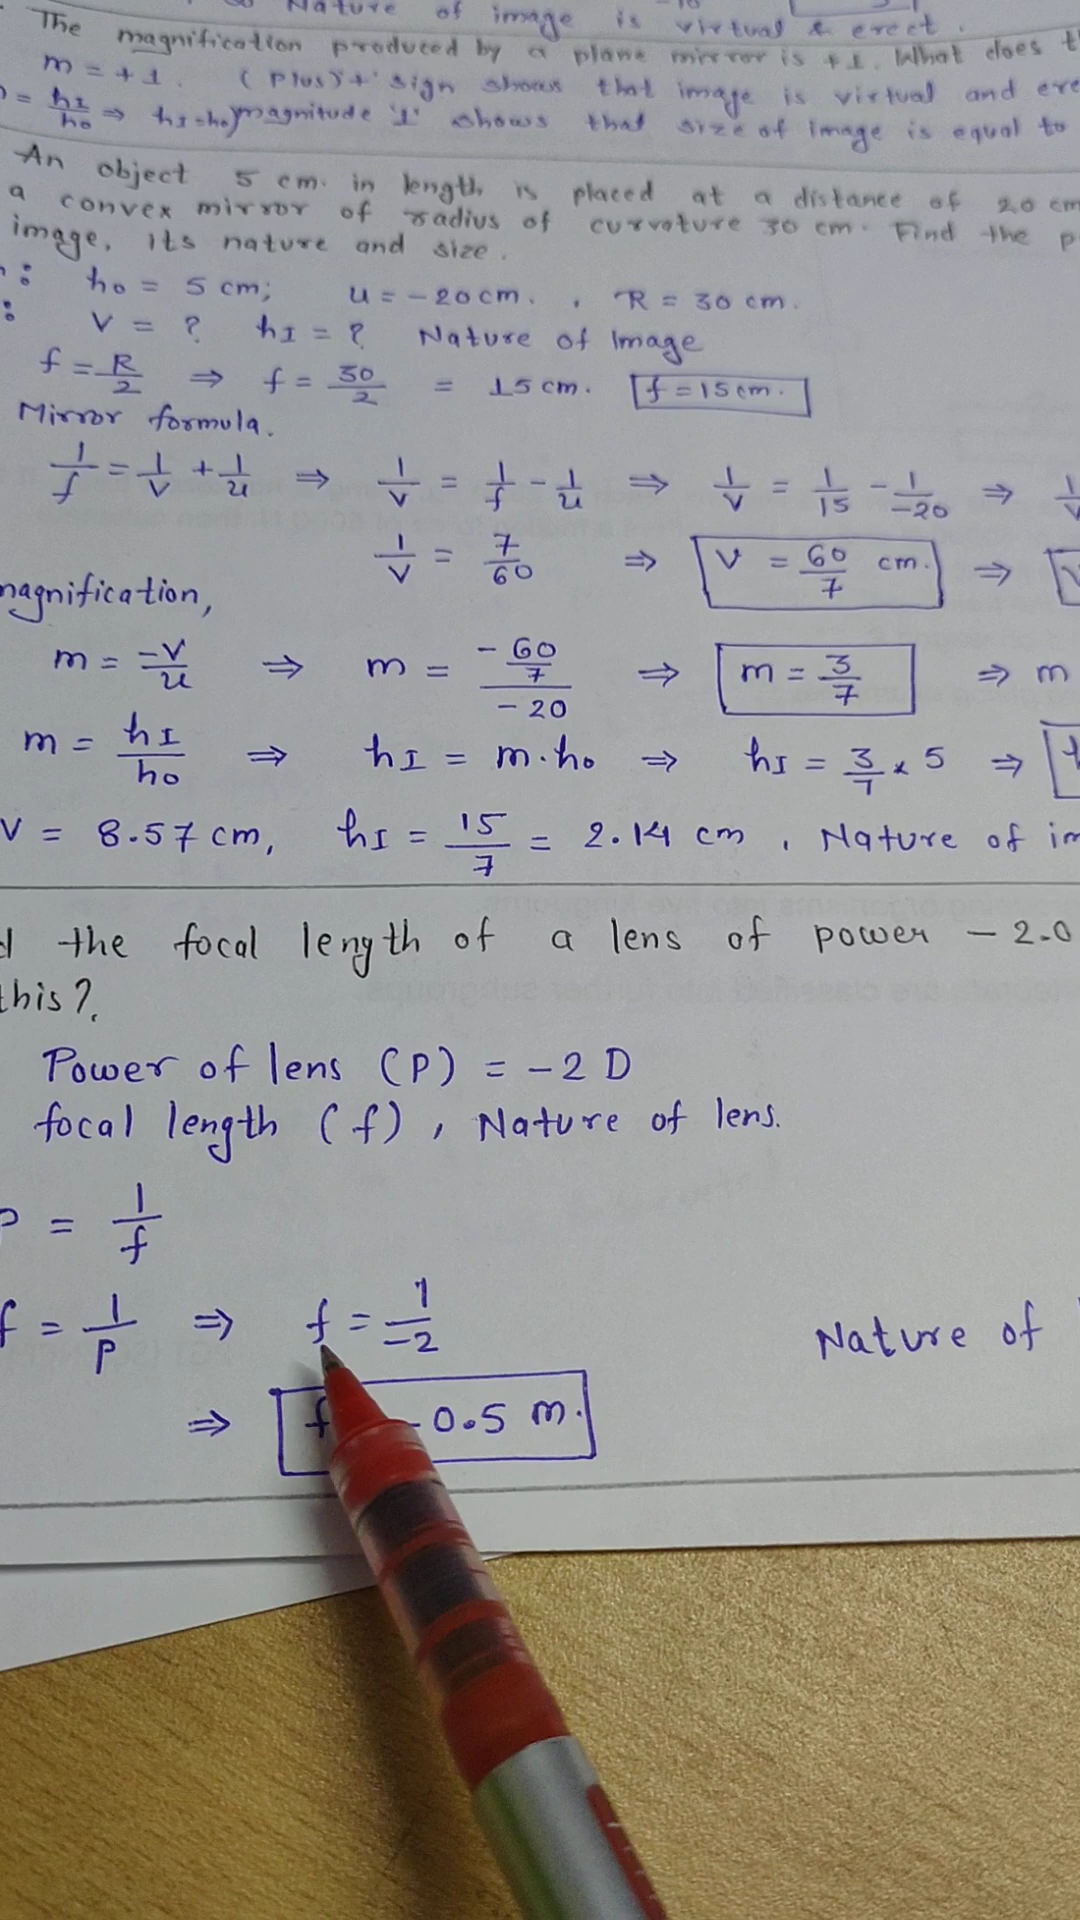 Nature of image is virtual & erect.
The magnification produced by a plane mirror is +1. What does
m = +1. (Plus) '+' sign shows that image is virtual and
= hI/ho ⇒ hI=ho, magnitude '1' shows that size of image is equal to
An object 5 cm. in length is placed at a distance of 20 cm
a convex mirror of radius of curvature 30 cm. Find the
image, its nature and size.
ho = 5 cm; u = -20 cm. , R = 30 cm.
V = ? hI = ? Nature of Image
f = R/2 ⇒ f = 30/2 = 15 cm. f = 15 cm.
Mirror formula.
1/f = 1/v + 1/u ⇒ 1/v = 1/f - 1/u ⇒ 1/v = 1/15 - 1/-20 ⇒
1/v = 7/60 ⇒ V = 60/7 cm. ⇒
magnification,
m = -v/u ⇒ m = (-60/7)/-20 ⇒ m = 3/7 ⇒ m
m = hI/ho ⇒ hI = m.ho ⇒ hI = 3/7 × 5 ⇒
V = 8.57 cm, hI = 15/7 = 2.14 cm , Nature of
the focal length of a lens of power - 2.0
this?
Power of lens (P) = -2 D
focal length (f) , Nature of lens.
P = 1/f
f = 1/P ⇒ f = 1/-2 Nature of
⇒ f - 0.5 m.